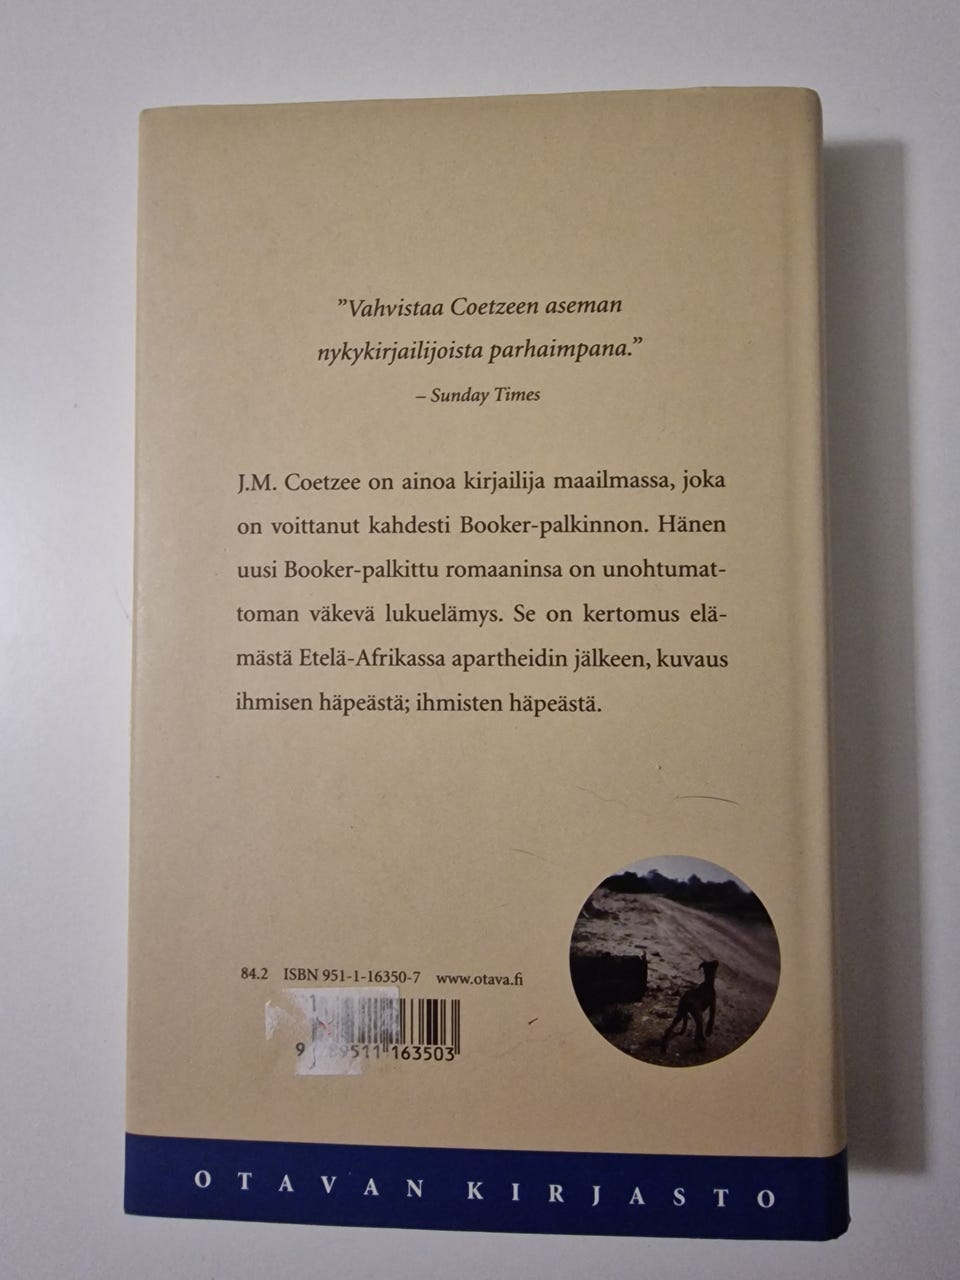 ”Vahvistaa Coetzeen aseman
nykykirjailijoista parhaimpana.”
– Sunday Times
J.M. Coetzee on ainoa kirjailija maailmassa, joka
on voittanut kahdesti Booker-palkinnon. Hänen
uusi Booker-palkittu romaaninsa on unohtumat-
toman väkevä lukuelämys. Se on kertomus elä-
mästä Etelä-Afrikassa apartheidin jälkeen, kuvaus
ihmisen häpeästä; ihmisten häpeästä.
84.2 ISBN 951-1-16350-7 www.otava.fi
163503
OTAVAN KIRJASTO